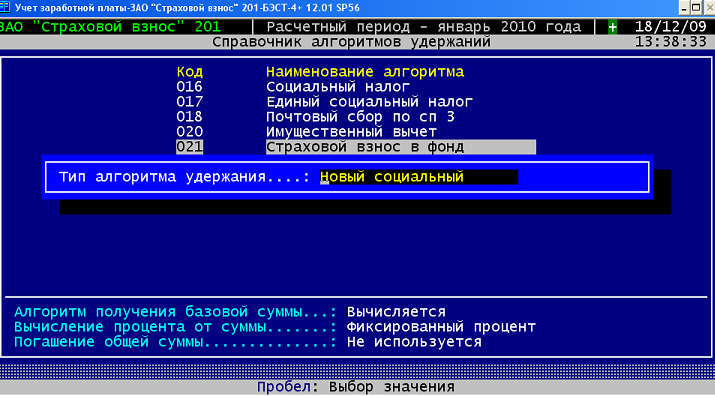 Учет заработной платы-ЗАО "Страховой взнос" 201-БЭСТ-4+ 12.01 SP56
ЗАО "Страховой взнос" 201 | Расчетный период - январь 2010 года | + 18/12/09
Справочник алгоритмов удержаний 13:38:33
Код Наименование алгоритма
016 Социальный налог
017 Единый социальный налог
018 Почтовый сбор по сп 3
020 Имущественный вычет
021 Страховой взнос в фонд
Тип алгоритма удержания....: Новый социальный
Алгоритм получения базовой суммы...: Вычисляется
Вычисление процента от суммы.......: Фиксированный процент
Погашение общей суммы..............: Не используется
Пробел: Выбор значения